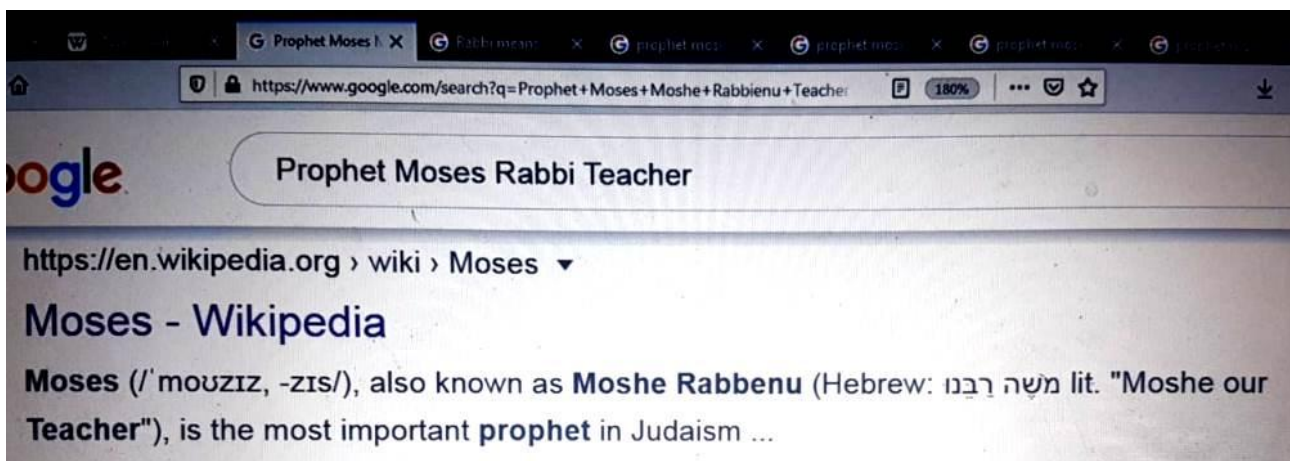 Prophet Moses
https://www.google.com/search?q=Prophet+Moses+Moshe+Rabbienu+Teacher 180%
oogle Prophet Moses Rabbi Teacher
https://en.wikipedia.org › wiki › Moses
Moses - Wikipedia
Moses (/ˈmoʊzɪz, -zɪs/), also known as Moshe Rabbenu (Hebrew: מֹשֶׁה רַבֵּנוּ lit. "Moshe our
Teacher"), is the most important prophet in Judaism ...